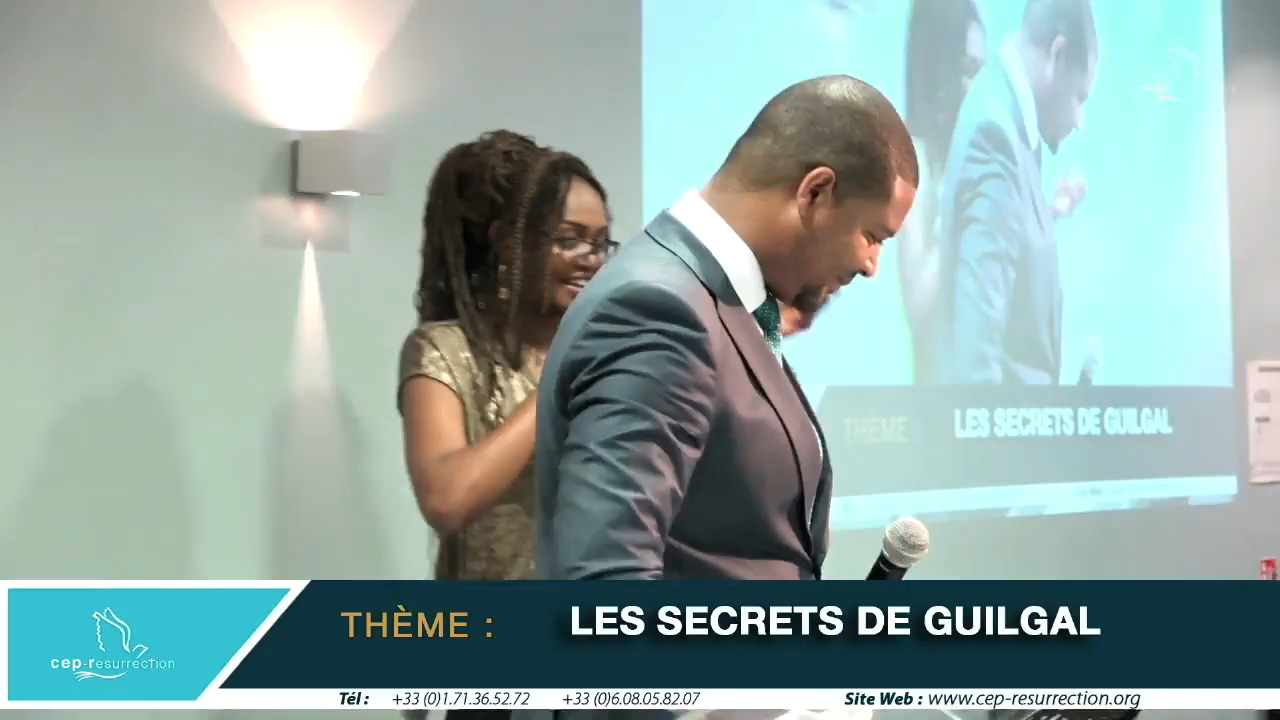 THEME
LES SECRETS DE GUILGAL
THÈME :
LES SECRETS DE GUILGAL
cep-resurrection
Tél : +33 (0)1.71.36.52.72 +33 (0)6.08.05.82.07 Site Web : www.cep-resurrection.org